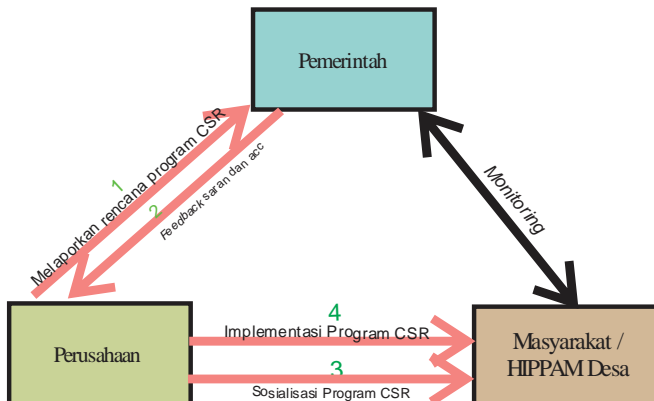 Pemerintah
Melaporkan rencana program CSR
1
2
Feedback saran dan acc
Monitoring
4
Implementasi Program CSR
Perusahaan
3
Sosialisasi Program CSR
Masyarakat /
HIPPAM Desa